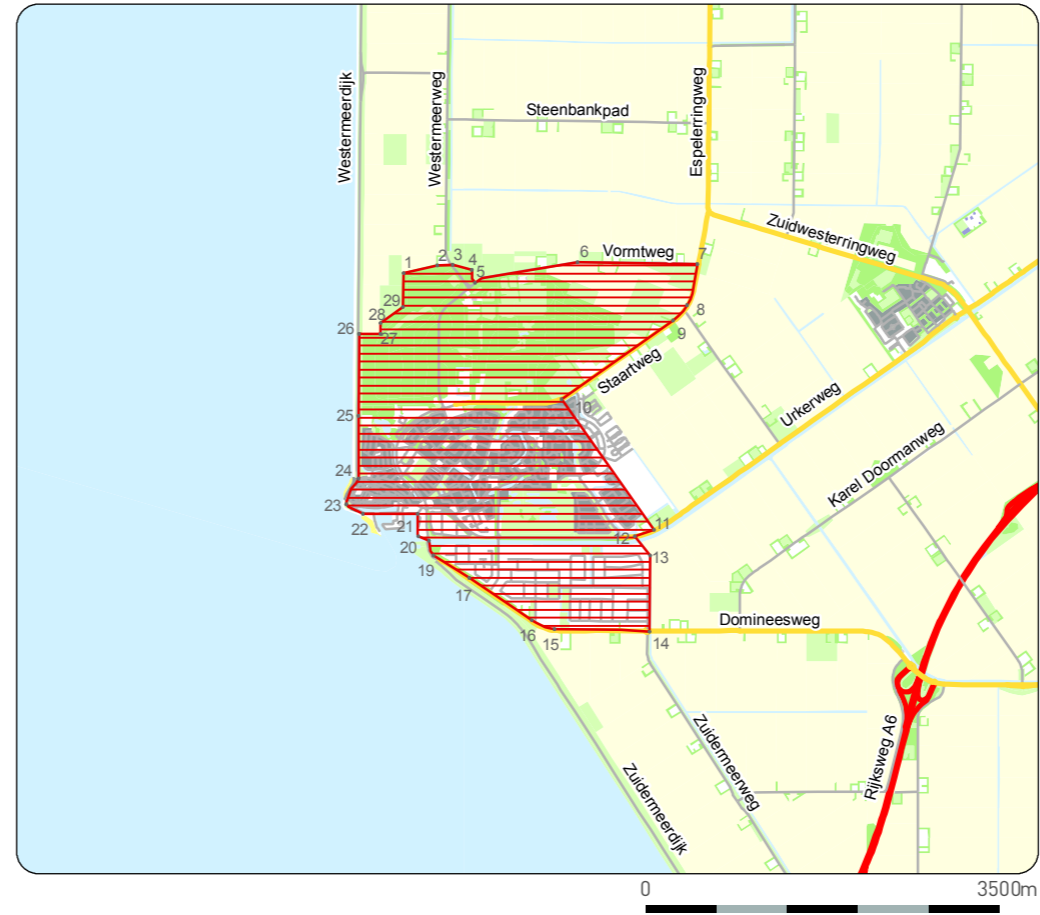 Westermeerdijk
Westermeerweg
Steenbankpad
Espelerringweg
Zuidwesterringweg
Vormtweg
1
2
3
4
5
6
7
8
9
29
28
27
26
Staartweg
10
Urkerweg
25
Karel Doormanweg
24
23
22
21
20
19
17
16
15
11
12
13
14
Domineesweg
Zuidermeerweg
Zuidermeerdijk
Rijksweg A6
0
3500m